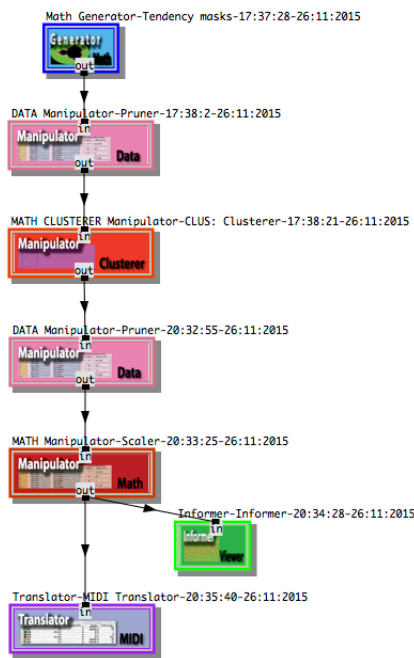 Math Generator-Tendency masks-17:37:28-26:11:2015
Generator
Math
out
DATA Manipulator-Pruner-17:38:2-26:11:2015
in
Manipulator
Data
out
MATH CLUSTERER Manipulator-CLUS: Clusterer-17:38:21-26:11:2015
in
Manipulator
Clusterer
out
DATA Manipulator-Pruner-20:32:55-26:11:2015
in
Manipulator
Data
out
MATH Manipulator-Scaler-20:33:25-26:11:2015
in
Manipulator
Math
out
Informer-Informer-20:34:28-26:11:2015
in
Informer
Viewer
Translator-MIDI Translator-20:35:40-26:11:2015
in
Translator
MIDI